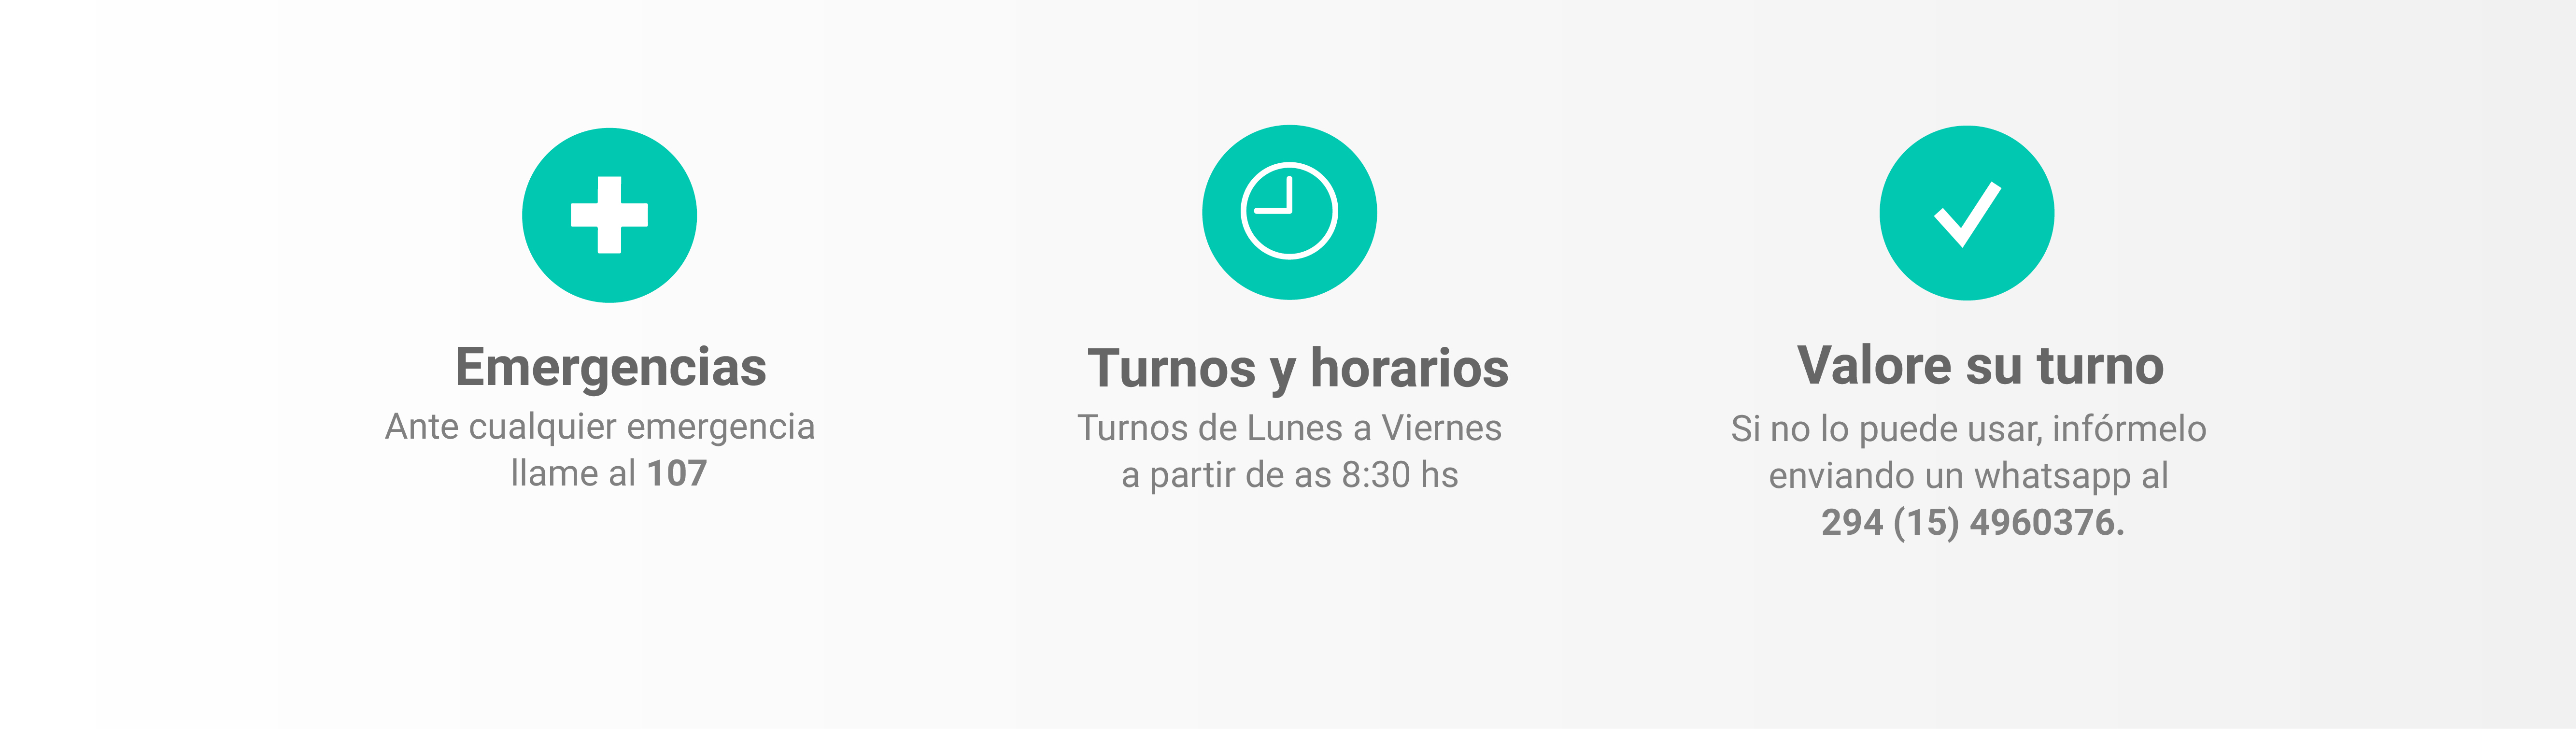 Emergencias
Ante cualquier emergencia
llame al 107
Turnos y horarios
Turnos de Lunes a Viernes
a partir de as 8:30 hs
Valore su turno
Si no lo puede usar, infórmelo
enviando un whatsapp al
294 (15) 4960376.